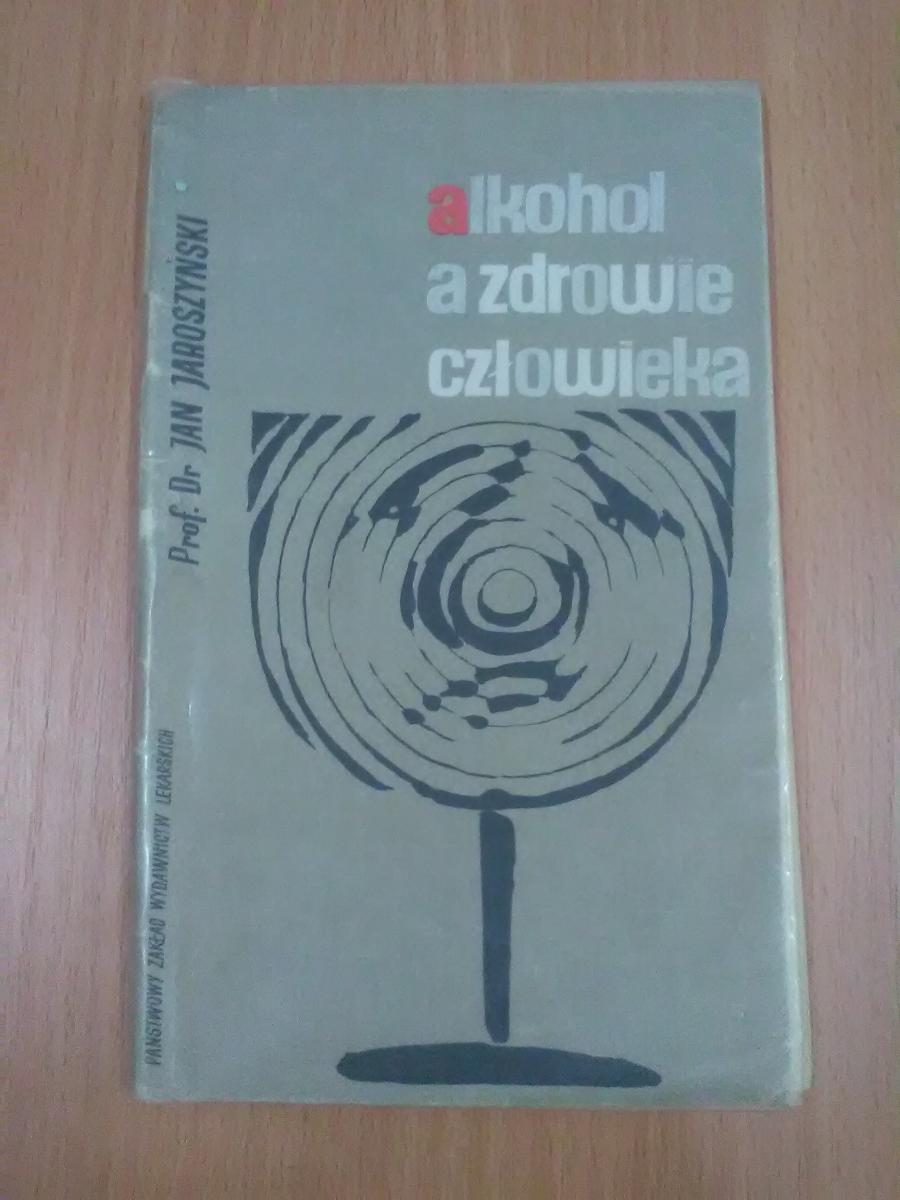 alkohol
a zdrowie
człowieka
Prof. Dr JAN JAROSZYŃSKI
PAŃSTWOWY ZAKŁAD WYDAWNICTW LEKARSKICH